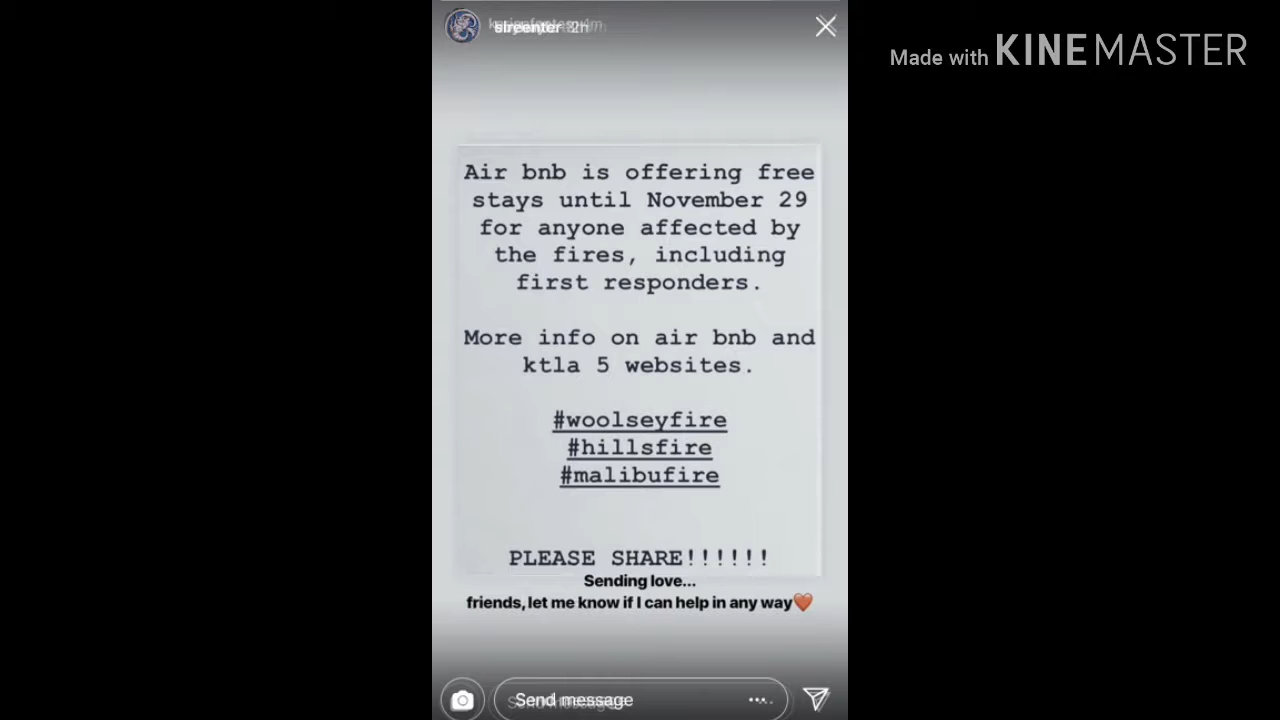 Made with KINEMASTER
2m
Air bnb is offering free
stays until November 29
for anyone affected by
the fires, including
first responders.
More info on air bnb and
ktla 5 websites.
#woolseyfire
#hillsfire
#malibufire
PLEASE SHARE!!!!!!
Sending love...
friends, let me know if I can help in any way🧡
Send message